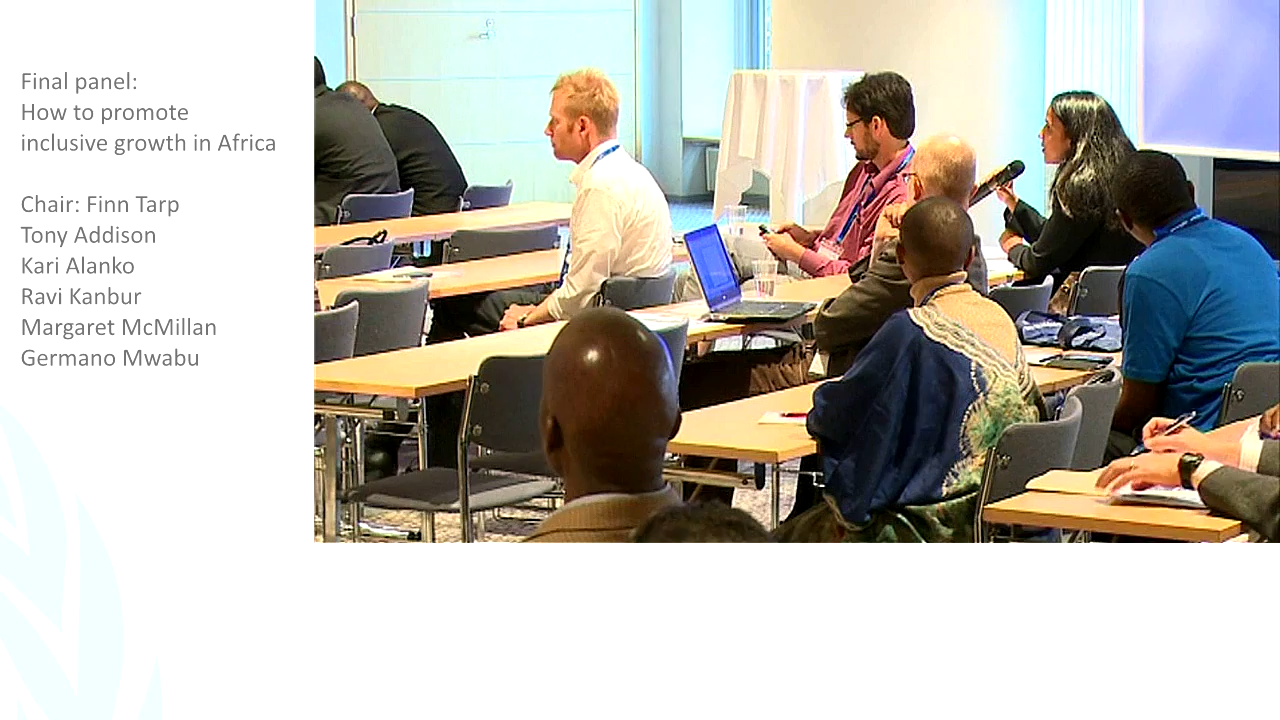 Final panel:
How to promote
inclusive growth in Africa
Chair: Finn Tarp
Tony Addison
Kari Alanko
Ravi Kanbur
Margaret McMillan
Germano Mwabu